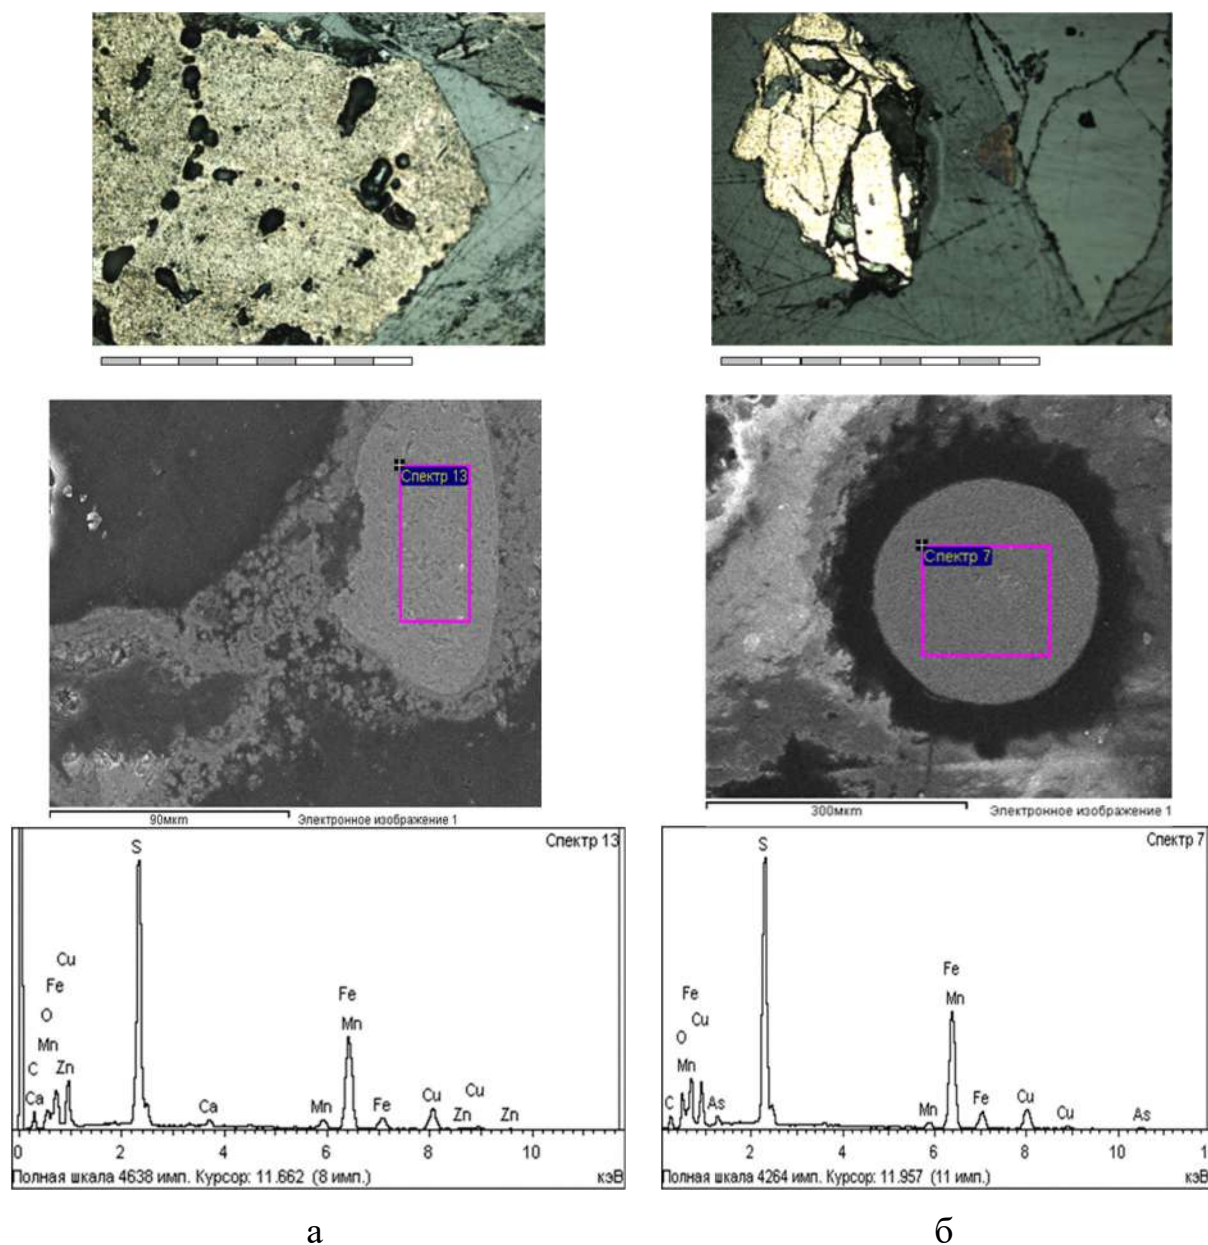 Спектр 13
90мкm
Электронное изображение 1
Спектр 7
300мкm
Электронное изображение 1
Спектр 13
S
Cu
Fe
O
Mn
C
Zn
Ca
Ca
Fe
Mn
Mn
Fe
Cu
Cu
Zn
Zn
0 2 4 6 8 10
Полная шкала 4638 имп. Курсор: 11.662 (8 имп.)
кэВ
Спектр 7
S
Fe
Cu
O
Mn
C
As
Fe
Mn
Mn
Fe
Cu
Cu
As
2 4 6 8 10 1
Полная шкала 4264 имп. Курсор: 11.957 (11 имп.)
кэВ
а
б